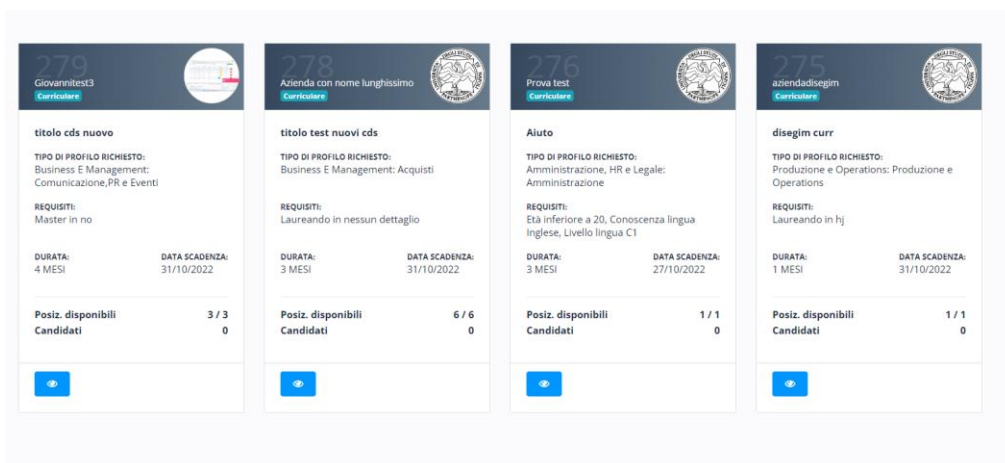 279
Giovannitest3
Curriculare
titolo cds nuovo
TIPO DI PROFILO RICHIESTO:
Business E Management:
Comunicazione,PR e Eventi
REQUISITI:
Master in no
DURATA: DATA SCADENZA:
4 MESI 31/10/2022
Posiz. disponibili 3 / 3
Candidati 0
278
Azienda con nome lunghissimo
Curriculare
titolo test nuovi cds
TIPO DI PROFILO RICHIESTO:
Business E Management: Acquisti
REQUISITI:
Laureando in nessun dettaglio
DURATA: DATA SCADENZA:
3 MESI 31/10/2022
Posiz. disponibili 6 / 6
Candidati 0
276
Prova test
Curriculare
Aiuto
TIPO DI PROFILO RICHIESTO:
Amministrazione, HR e Legale:
Amministrazione
REQUISITI:
Età inferiore a 20, Conoscenza lingua
Inglese, Livello lingua C1
DURATA: DATA SCADENZA:
3 MESI 27/10/2022
Posiz. disponibili 1 / 1
Candidati 0
275
aziendadisegim
Curriculare
disegim curr
TIPO DI PROFILO RICHIESTO:
Produzione e Operations: Produzione e
Operations
REQUISITI:
Laureando in hj
DURATA: DATA SCADENZA:
1 MESI 31/10/2022
Posiz. disponibili 1 / 1
Candidati 0